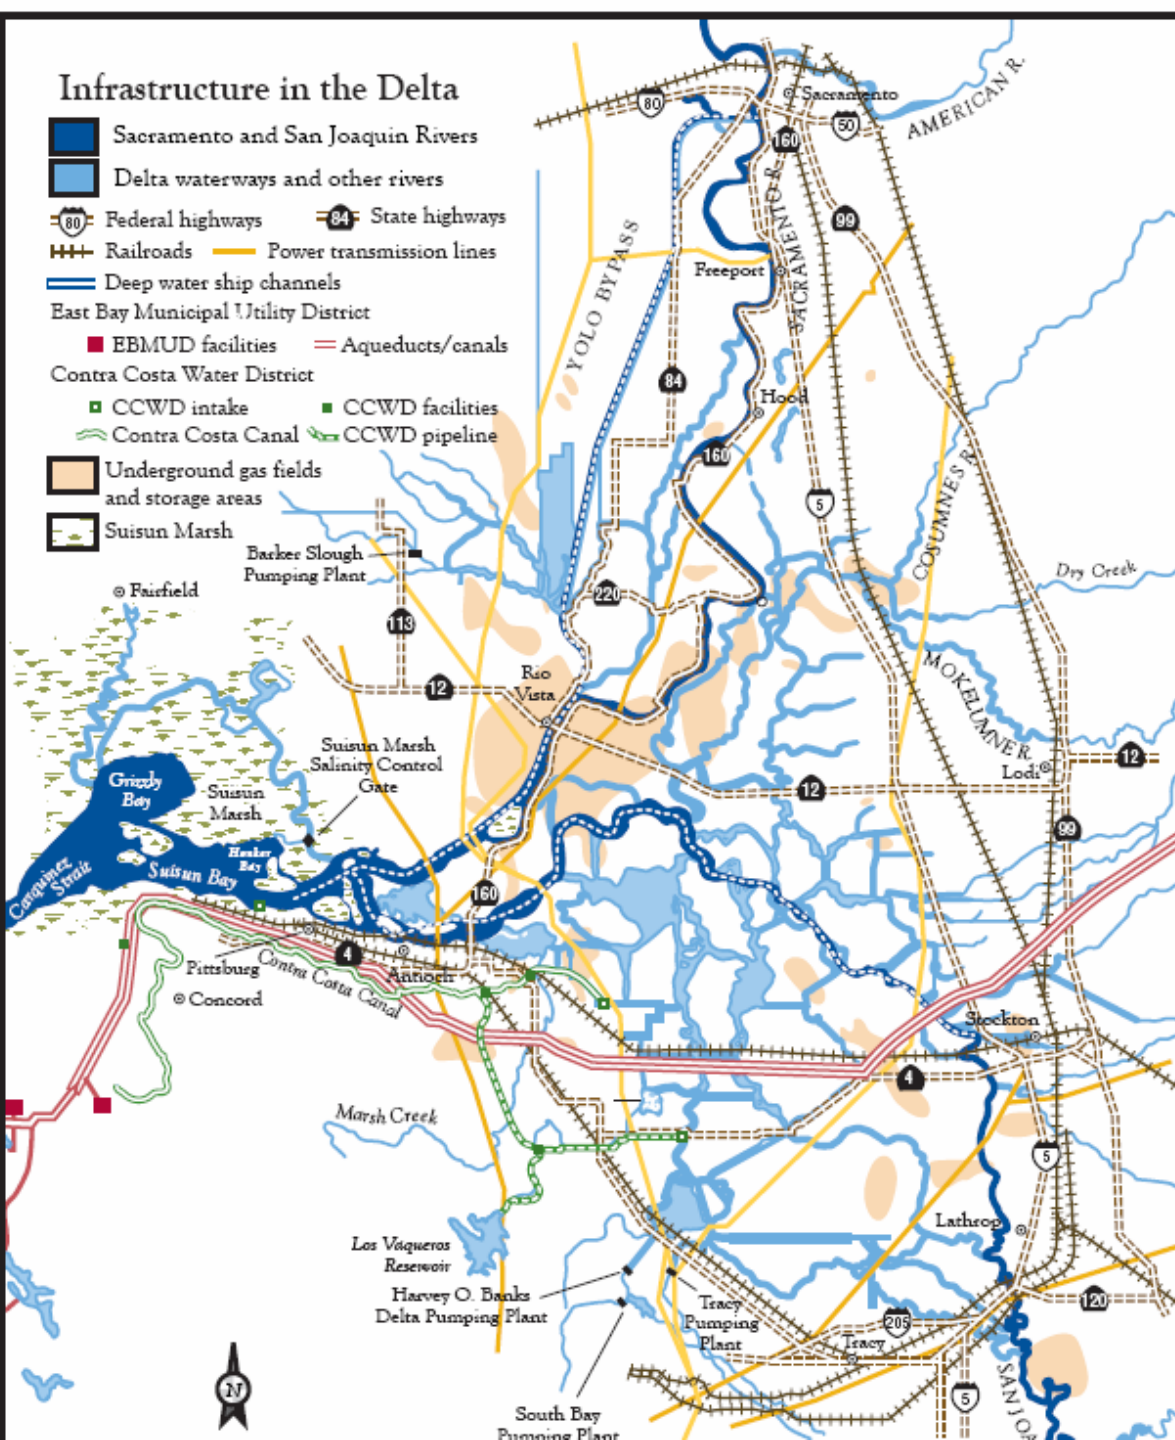 Infrastructure in the Delta
Sacramento and San Joaquin Rivers
Delta waterways and other rivers
80 Federal highways 84 State highways
Railroads Power transmission lines
Deep water ship channels
East Bay Municipal Utility District
EBMUD facilities Aqueducts/canals
Contra Costa Water District
CCWD intake CCWD facilities
Contra Costa Canal CCWD pipeline
Underground gas fields
and storage areas
Suisun Marsh
80
Sacramento
50
160
AMERICAN R.
99
SACRAMENTO R.
Freeport
YOLO BYPASS
84
Hood
160
5
COSUMNES R.
Barker Slough
Pumping Plant
Dry Creek
Fairfield
220
113
12
Rio
Vista
MOKELUMNE R.
Lodi
12
12
99
Suisun Marsh
Salinity Control
Gate
Grizzly
Bay
Suisun
Marsh
Honker
Bay
Suisun Bay
Carquinez
Strait
160
4
Pittsburg
Antioch
Contra Costa Canal
Concord
Stockton
4
Marsh Creek
5
Lathrop
Los Vaqueros
Reservoir
Harvey O. Banks
Delta Pumping Plant
Tracy
Pumping
Plant
205
120
Tracy
5
N
South Bay
Pumping Plant
SAN JOA